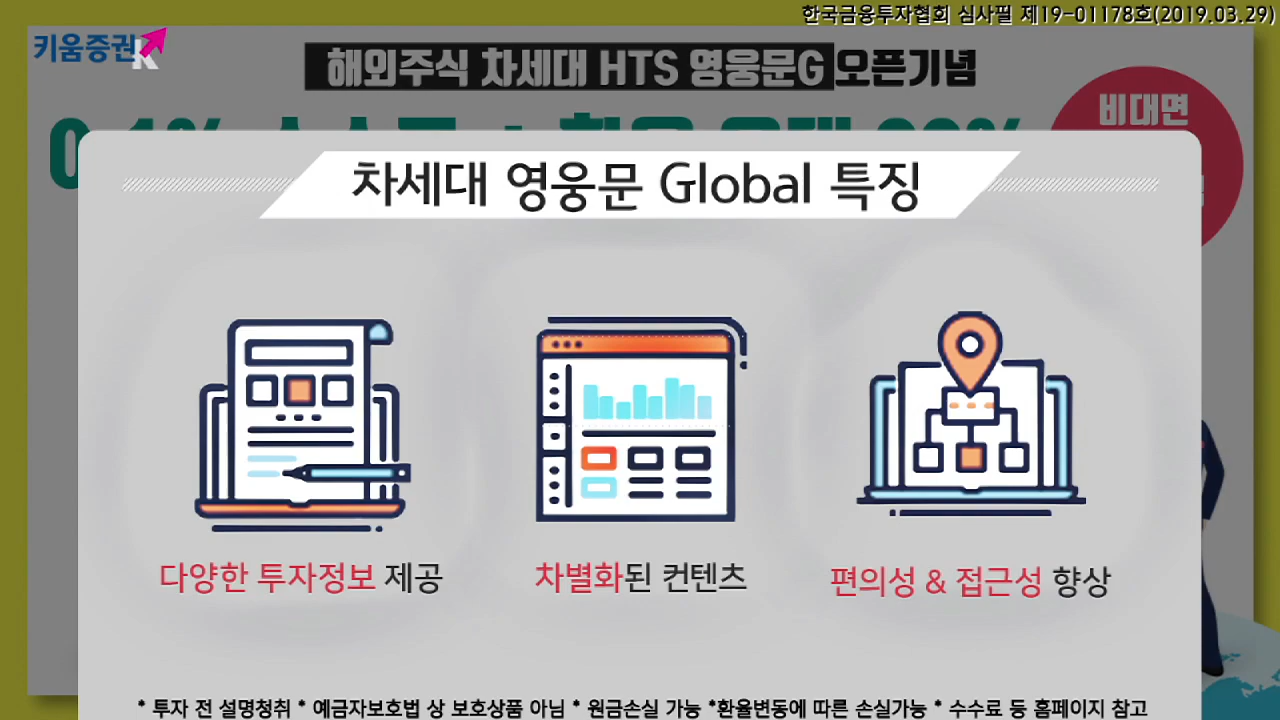 한국금융투자협회 심사필 제19-01178호(2019.03.29)
키움증권
해외주식 차세대 HTS 영웅문G 오픈기념
비대면
차세대 영웅문 Global 특징
다양한 투자정보 제공
차별화된 컨텐츠
편의성 & 접근성 향상
* 투자 전 설명청취 * 예금자보호법 상 보호상품 아님 * 원금손실 가능 *환율변동에 따른 손실가능 * 수수료 등 홈페이지 참고